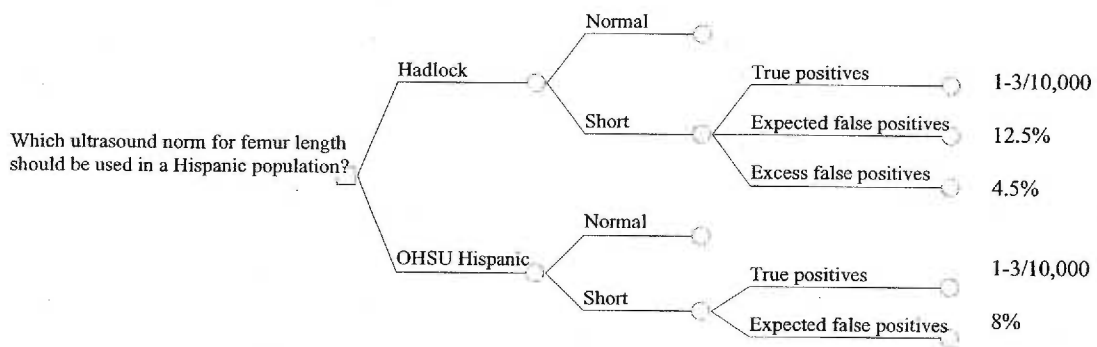 Normal
Hadlock
True positives
1-3/10,000
Short
Expected false positives
12.5%
Which ultrasound norm for femur length
should be used in a Hispanic population?
Excess false positives
4.5%
Normal
OHSU Hispanic
True positives
1-3/10,000
Short
Expected false positives
8%